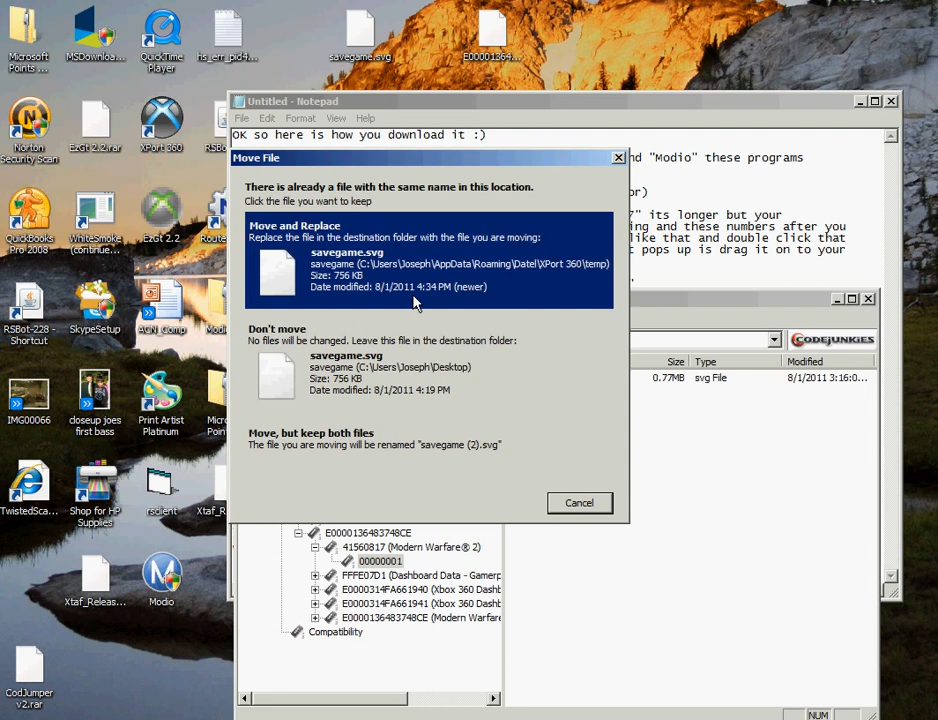 Microsoft
Points ...
MSDownloa...
QuickTime
Player
hs_err_pid4...
savegame.svg
E00001364...
Norton
Security Scan
EzGt 2.2.rar
XPort 360
RSBo
QuickBooks
Pro 2008
WhiteSmoke
(continue...
EzGt 2.2
Route
RSBot-228 -
Shortcut
SkypeSetup
ACN_Comp
Modi
IMG00066
closeup joes
first bass
Print Artist
Platinum
Micro
Poin
TwistedSca...
Shop for HP
Supplies
rsclient
Xtaf_R
Xtaf_Releas...
Modio
CodJumper
v2.rar
Untitled - Notepad
File Edit Format View Help
OK so here is how you download it :)
nd "Modio" these programs
or)
7" its longer but your
ing and these numbers after you
like that and double click that
t pops up is drag it on to your
Move File
There is already a file with the same name in this location.
Click the file you want to keep
Move and Replace
Replace the file in the destination folder with the file you are moving:
savegame.svg
savegame (C:\Users\Joseph\AppData\Roaming\Datel\XPort 360\temp)
Size: 756 KB
Date modified: 8/1/2011 4:34 PM (newer)
Don't move
No files will be changed. Leave this file in the destination folder:
savegame.svg
savegame (C:\Users\Joseph\Desktop)
Size: 756 KB
Date modified: 8/1/2011 4:19 PM
Move, but keep both files
The file you are moving will be renamed "savegame (2).svg"
Cancel
CODEJUNKIES
Size Type Modified
0.77MB svg File 8/1/2011 3:16:0...
E0000136483748CE
41560817 (Modern Warfare® 2)
00000001
FFFE07D1 (Dashboard Data - Gamerp
E0000314FA661940 (Xbox 360 Dashb
E0000314FA661941 (Xbox 360 Dashb
E0000136483748CE (Modern Warfare
Compatibility
NUM